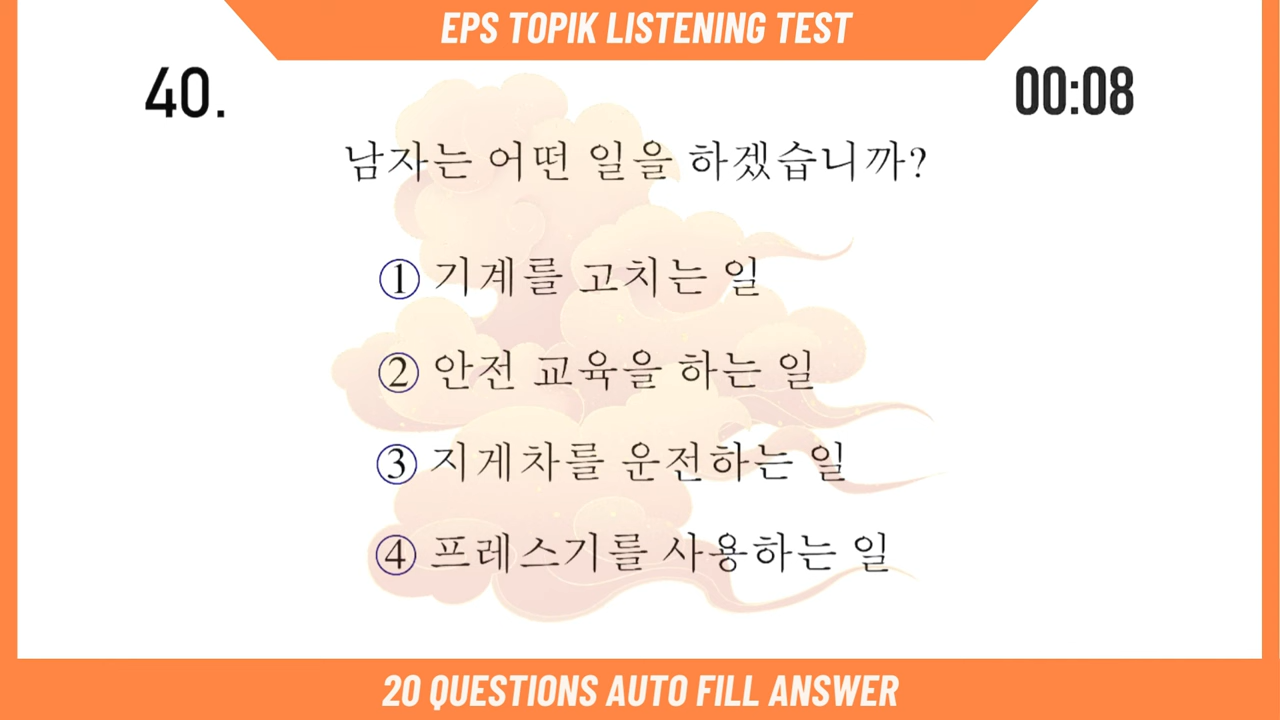 EPS TOPIK LISTENING TEST
40.
00:08
남자는 어떤 일을 하겠습니까?
① 기계를 고치는 일
② 안전 교육을 하는 일
③ 지게차를 운전하는 일
④ 프레스기를 사용하는 일
20 QUESTIONS AUTO FILL ANSWER